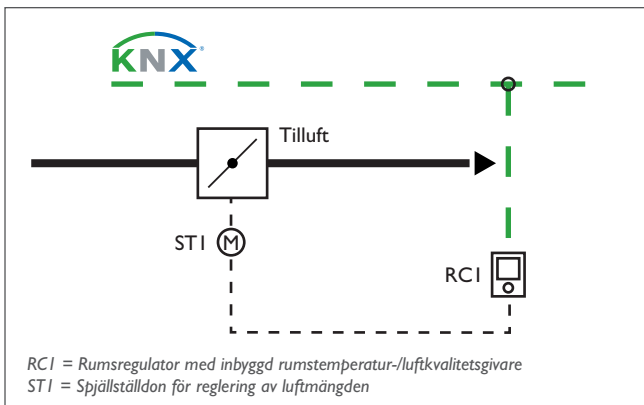 KNX®
Tilluft
ST1 M
RC1
RC1 = Rumsregulator med inbyggd rumstemperatur-/luftkvalitetsgivare
ST1 = Spjällställdon för reglering av luftmängden